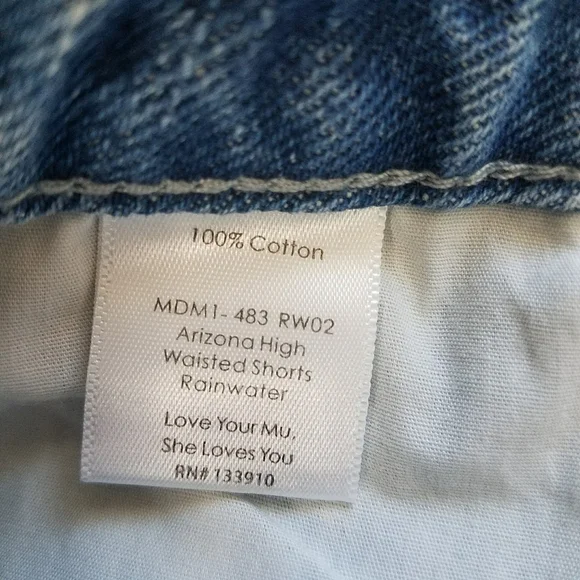 100% Cotton
MDM1- 483 RW02
Arizona High
Waisted Shorts
Rainwater
Love Your Mu,
She Loves You
RN# 133910